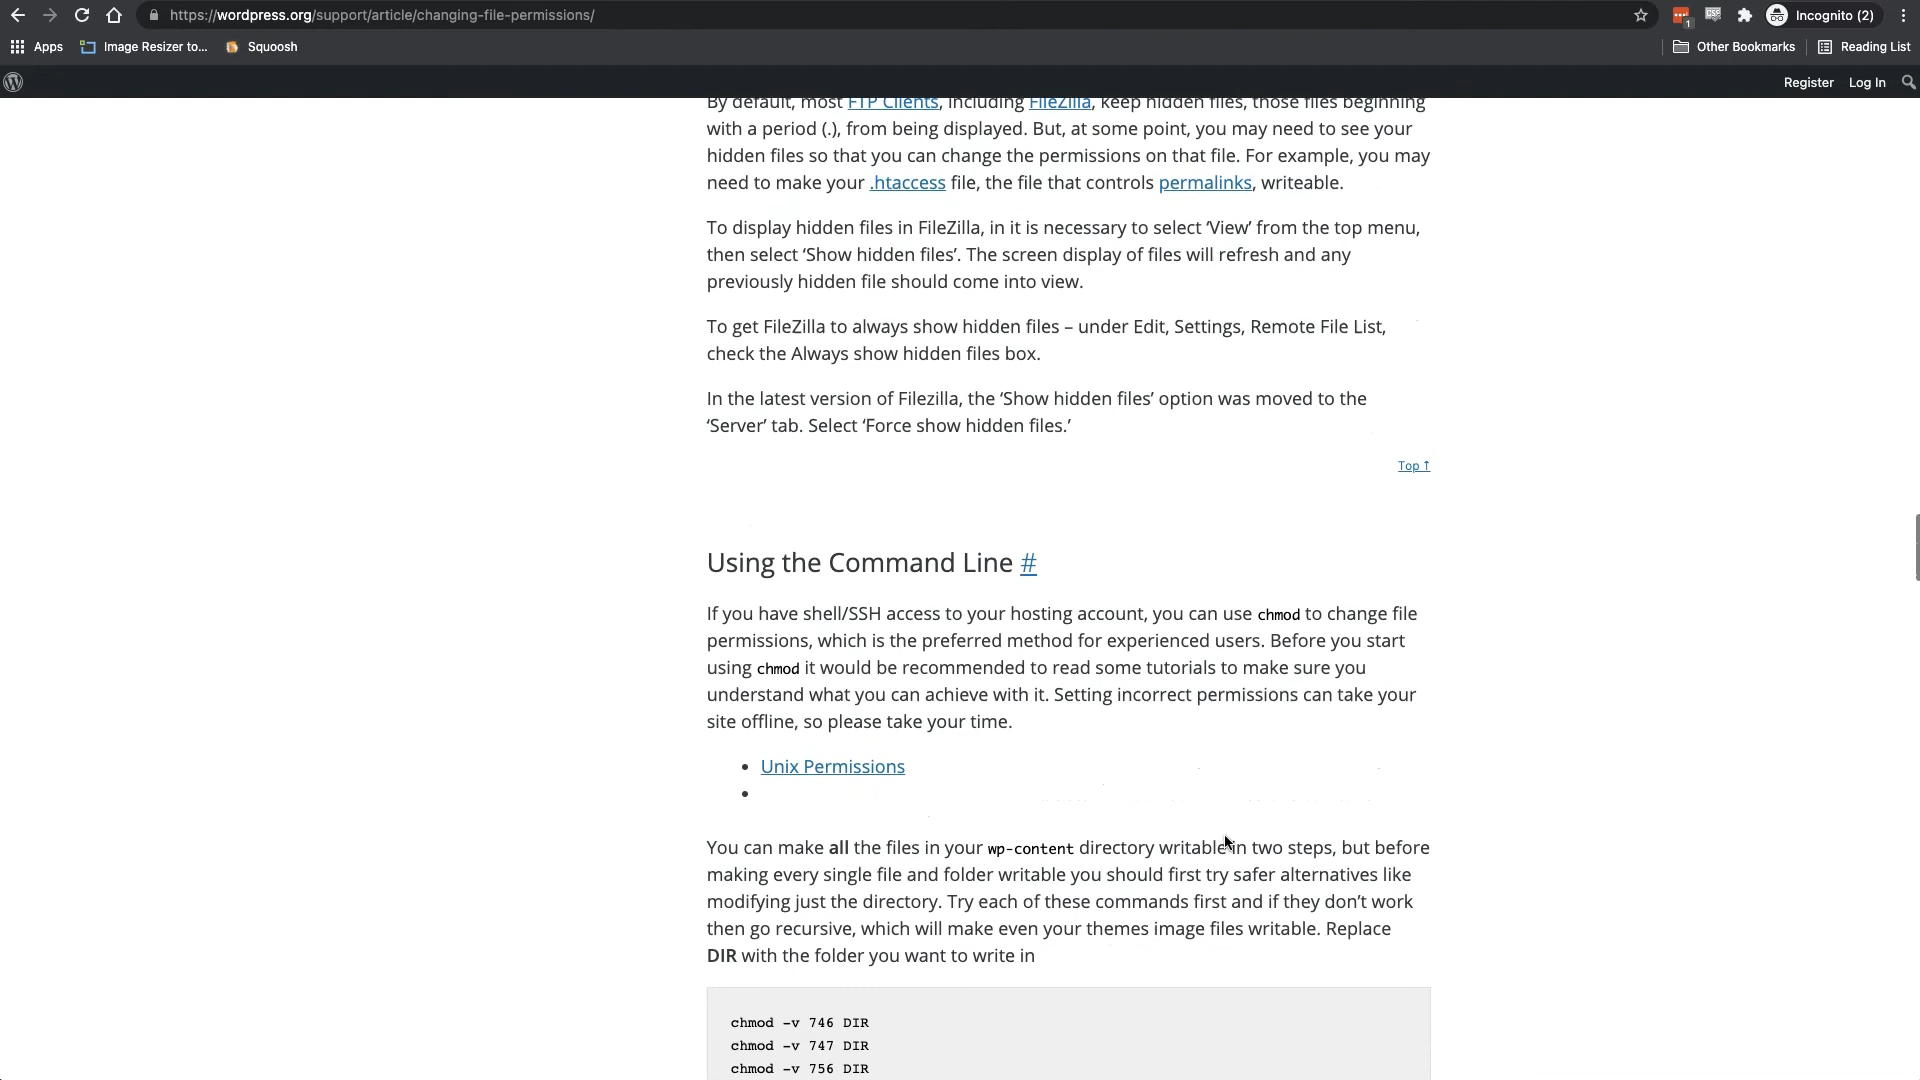 https://wordpress.org/support/article/changing-file-permissions/
1
CSP
Incognito (2)
Apps
Image Resizer to...
Squoosh
Other Bookmarks
Reading List
Register
Log In
By default, most FTP Clients, including FileZilla, keep hidden files, those files beginning
with a period (.), from being displayed. But, at some point, you may need to see your
hidden files so that you can change the permissions on that file. For example, you may
need to make your .htaccess file, the file that controls permalinks, writeable.
To display hidden files in FileZilla, in it is necessary to select ‘View’ from the top menu,
then select ‘Show hidden files’. The screen display of files will refresh and any
previously hidden file should come into view.
To get FileZilla to always show hidden files – under Edit, Settings, Remote File List,
check the Always show hidden files box.
In the latest version of Filezilla, the ‘Show hidden files’ option was moved to the
‘Server’ tab. Select ‘Force show hidden files.’
Top ↑
Using the Command Line #
If you have shell/SSH access to your hosting account, you can use chmod to change file
permissions, which is the preferred method for experienced users. Before you start
using chmod it would be recommended to read some tutorials to make sure you
understand what you can achieve with it. Setting incorrect permissions can take your
site offline, so please take your time.
• Unix Permissions
•
You can make all the files in your wp-content directory writable in two steps, but before
making every single file and folder writable you should first try safer alternatives like
modifying just the directory. Try each of these commands first and if they don’t work
then go recursive, which will make even your themes image files writable. Replace
DIR with the folder you want to write in
chmod -v 746 DIR
chmod -v 747 DIR
chmod -v 756 DIR